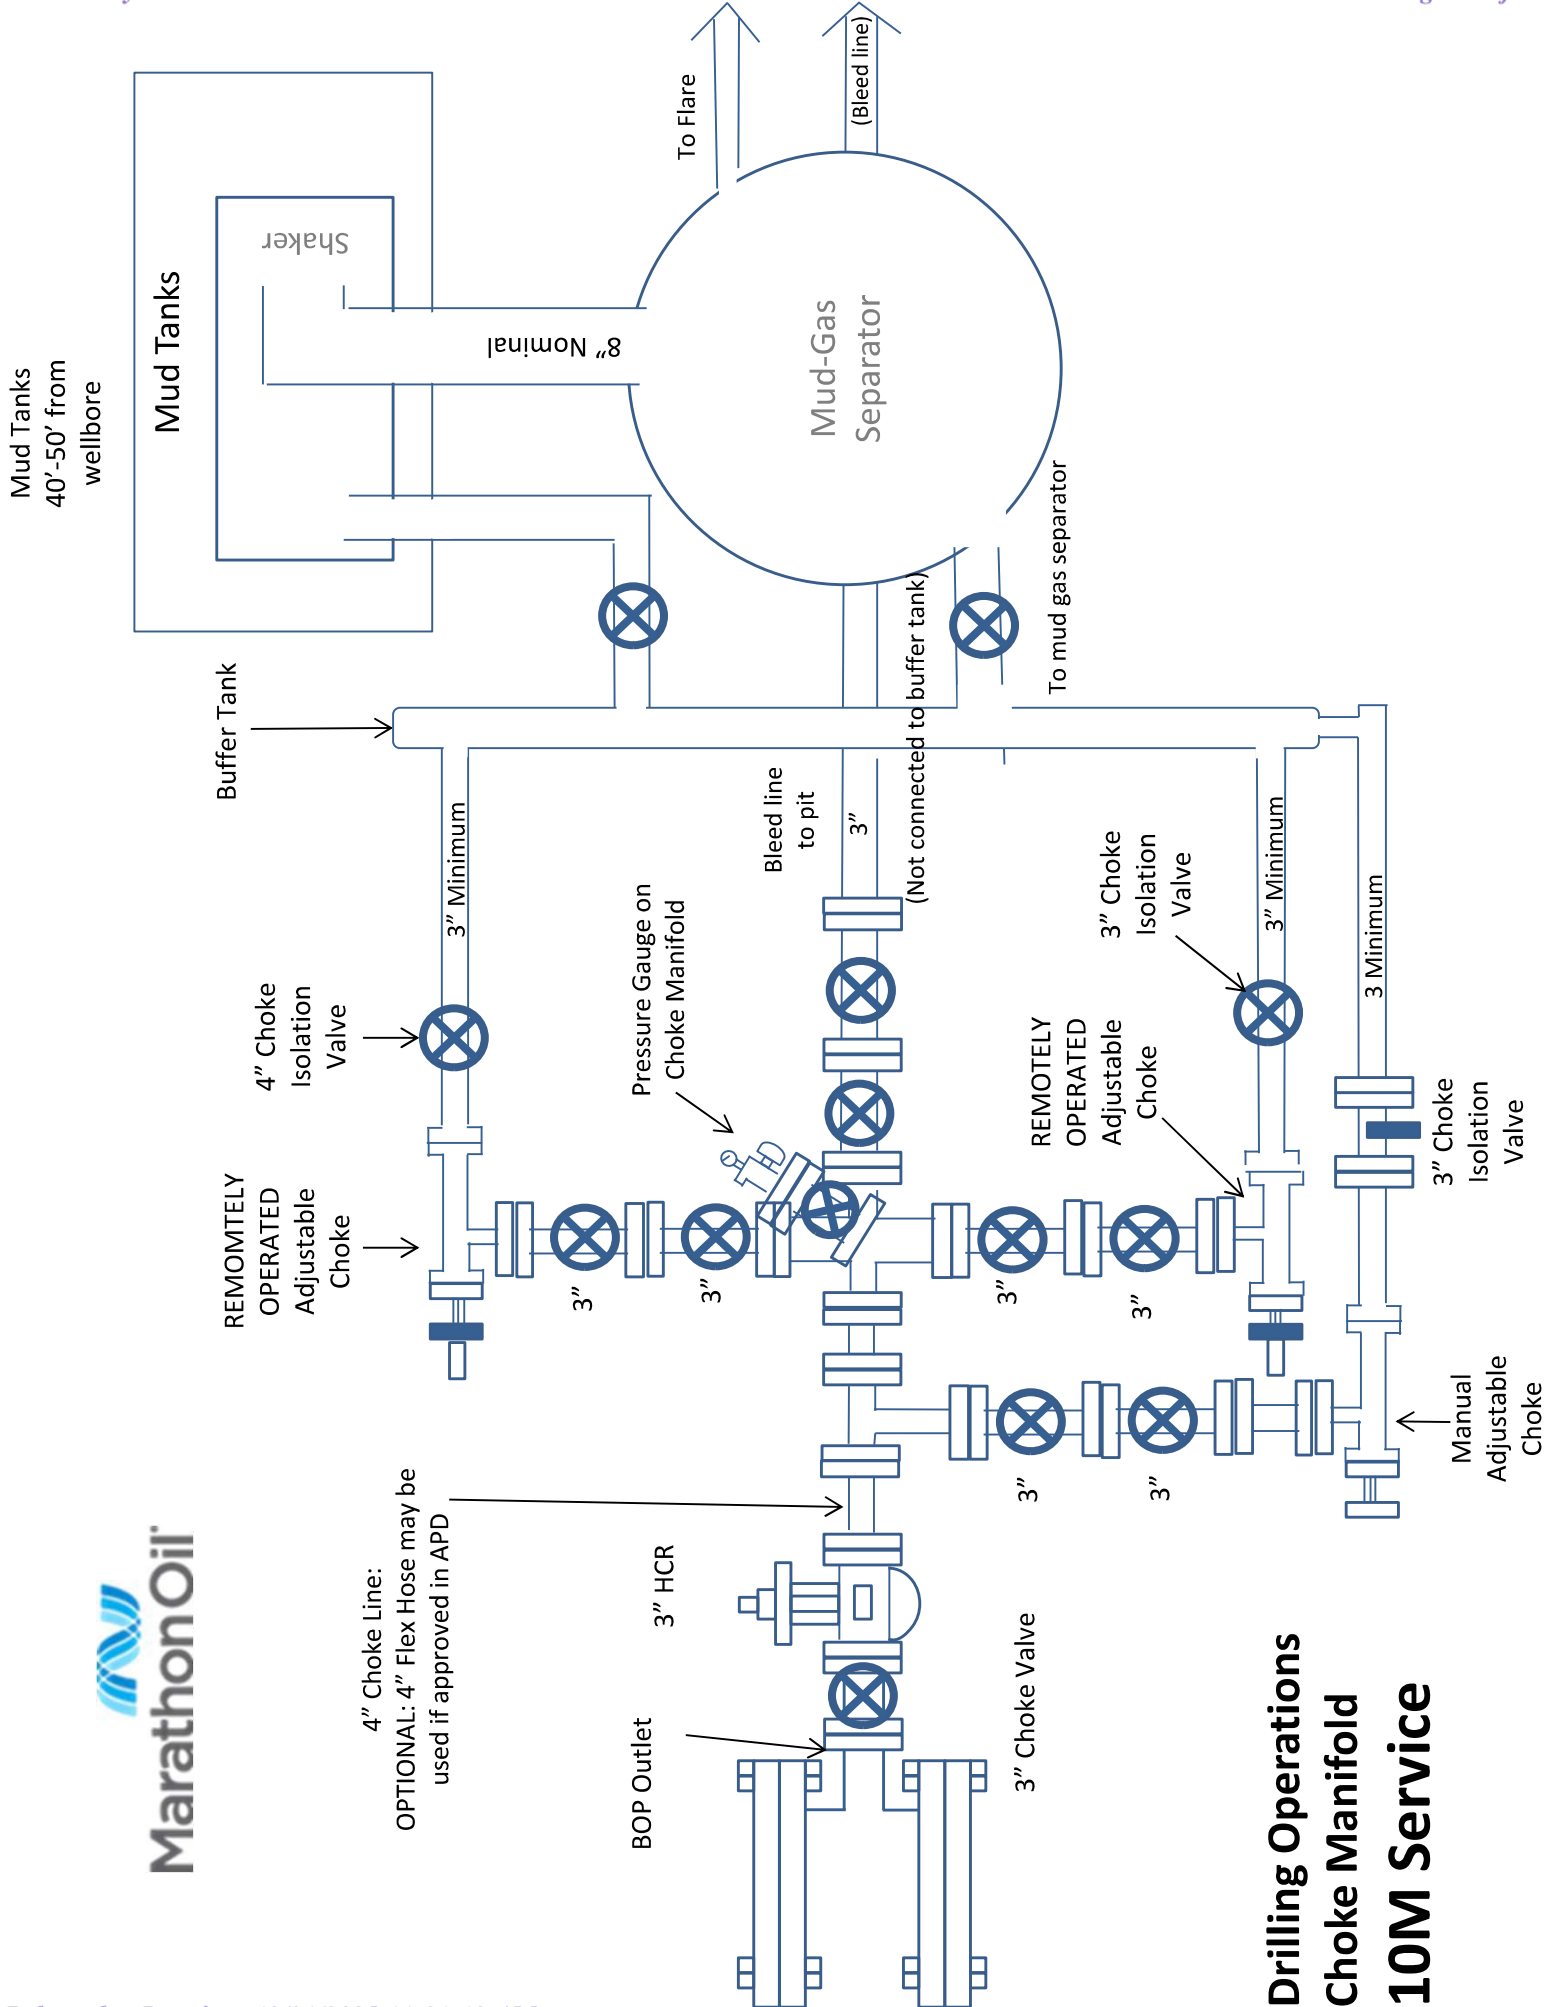 MarathonOil
Mud Tanks
40’-50’ from
wellbore
Mud Tanks
Shaker
8” Nominal
To Flare
(Bleed line)
Mud-Gas
Separator
Buffer Tank
To mud gas separator
(Not connected to buffer tank)
Bleed line
to pit
3”
3” Minimum
4” Choke
Isolation
Valve
Pressure Gauge on
Choke Manifold
3” Choke
Isolation
Valve
3” Minimum
3 Minimum
REMOMTELY
OPERATED
Adjustable
Choke
REMOTELY
OPERATED
Adjustable
Choke
3” Choke
Isolation
Valve
3”
3”
3”
3”
3”
3”
Manual
Adjustable
Choke
4” Choke Line:
OPTIONAL: 4” Flex Hose may be
used if approved in APD
3” HCR
BOP Outlet
3” Choke Valve
Drilling Operations
Choke Manifold
10M Service